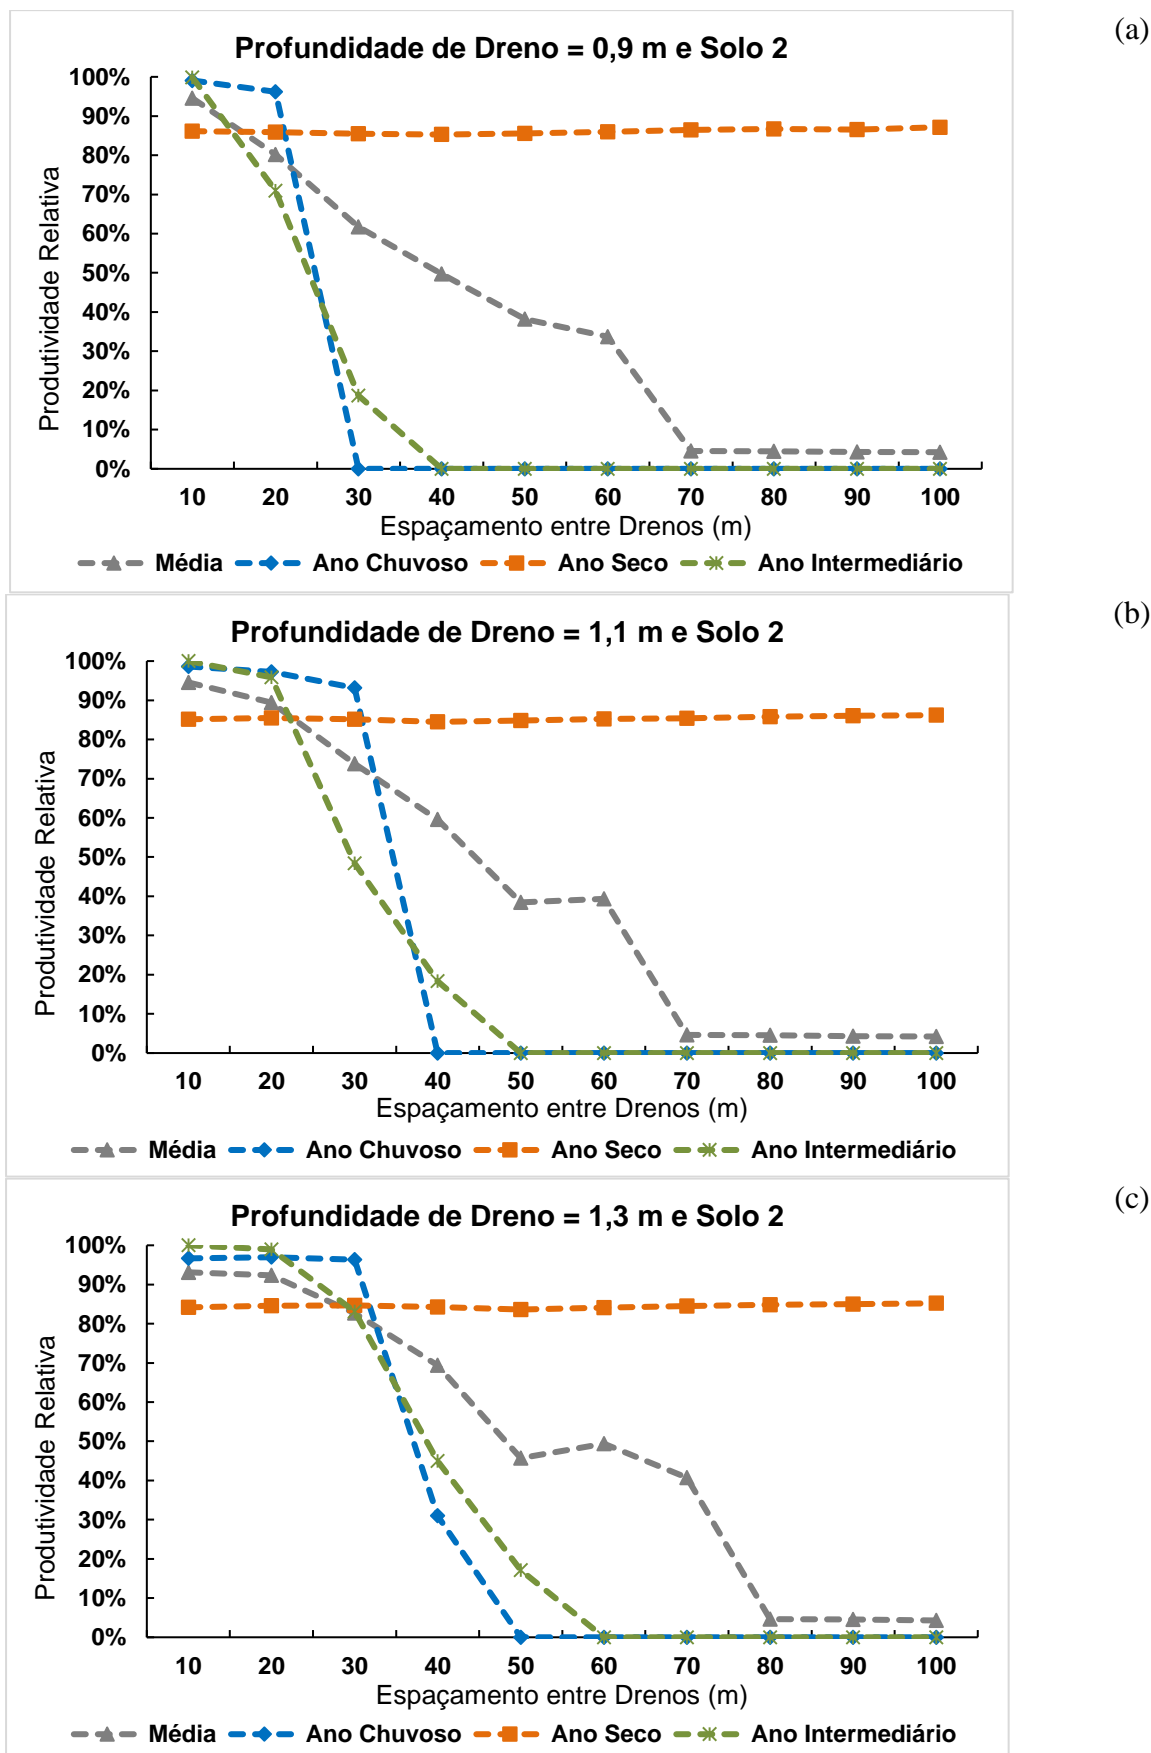 (a)
Profundidade de Dreno = 0,9 m e Solo 2
Produtividade Relativa
100%
90%
80%
70%
60%
50%
40%
30%
20%
10%
0%
10 20 30 40 50 60 70 80 90 100
Espaçamento entre Drenos (m)
Média Ano Chuvoso Ano Seco Ano Intermediário
(b)
Profundidade de Dreno = 1,1 m e Solo 2
Produtividade Relativa
100%
90%
80%
70%
60%
50%
40%
30%
20%
10%
0%
10 20 30 40 50 60 70 80 90 100
Espaçamento entre Drenos (m)
Média Ano Chuvoso Ano Seco Ano Intermediário
(c)
Profundidade de Dreno = 1,3 m e Solo 2
Produtividade Relativa
100%
90%
80%
70%
60%
50%
40%
30%
20%
10%
0%
10 20 30 40 50 60 70 80 90 100
Espaçamento entre Drenos (m)
Média Ano Chuvoso Ano Seco Ano Intermediário